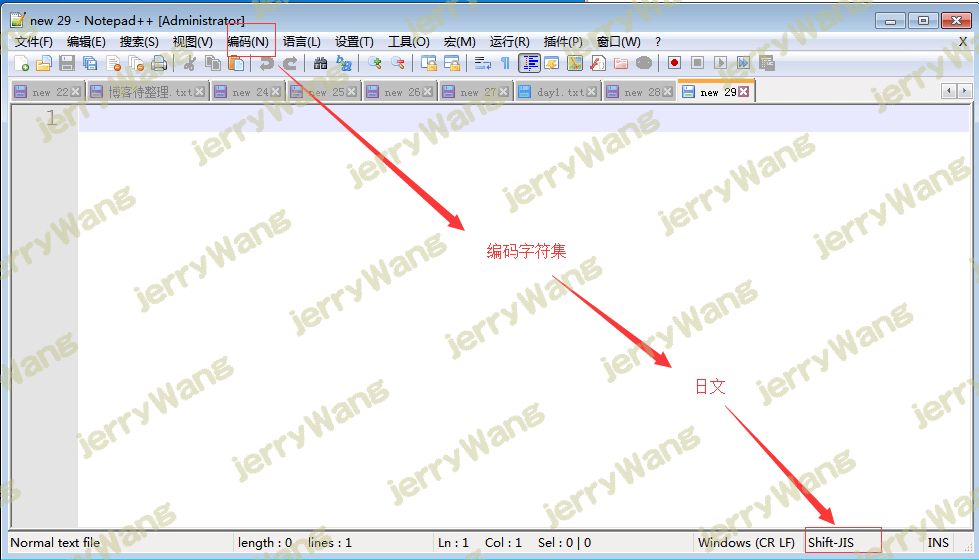 new 29 - Notepad++ [Administrator]
文件(F) 编辑(E) 搜索(S) 视图(V) 编码(N) 语言(L) 设置(T) 工具(O) 宏(M) 运行(R) 插件(P) 窗口(W) ? X
new 22 博客待整理.txt new 24 new 25 new 26 new 27 day1.txt new 28 new 29
1
编码字符集
日文
Normal text file length : 0 lines : 1 Ln : 1 Col : 1 Sel : 0 | 0 Windows (CR LF) Shift-JIS INS
jerryWang